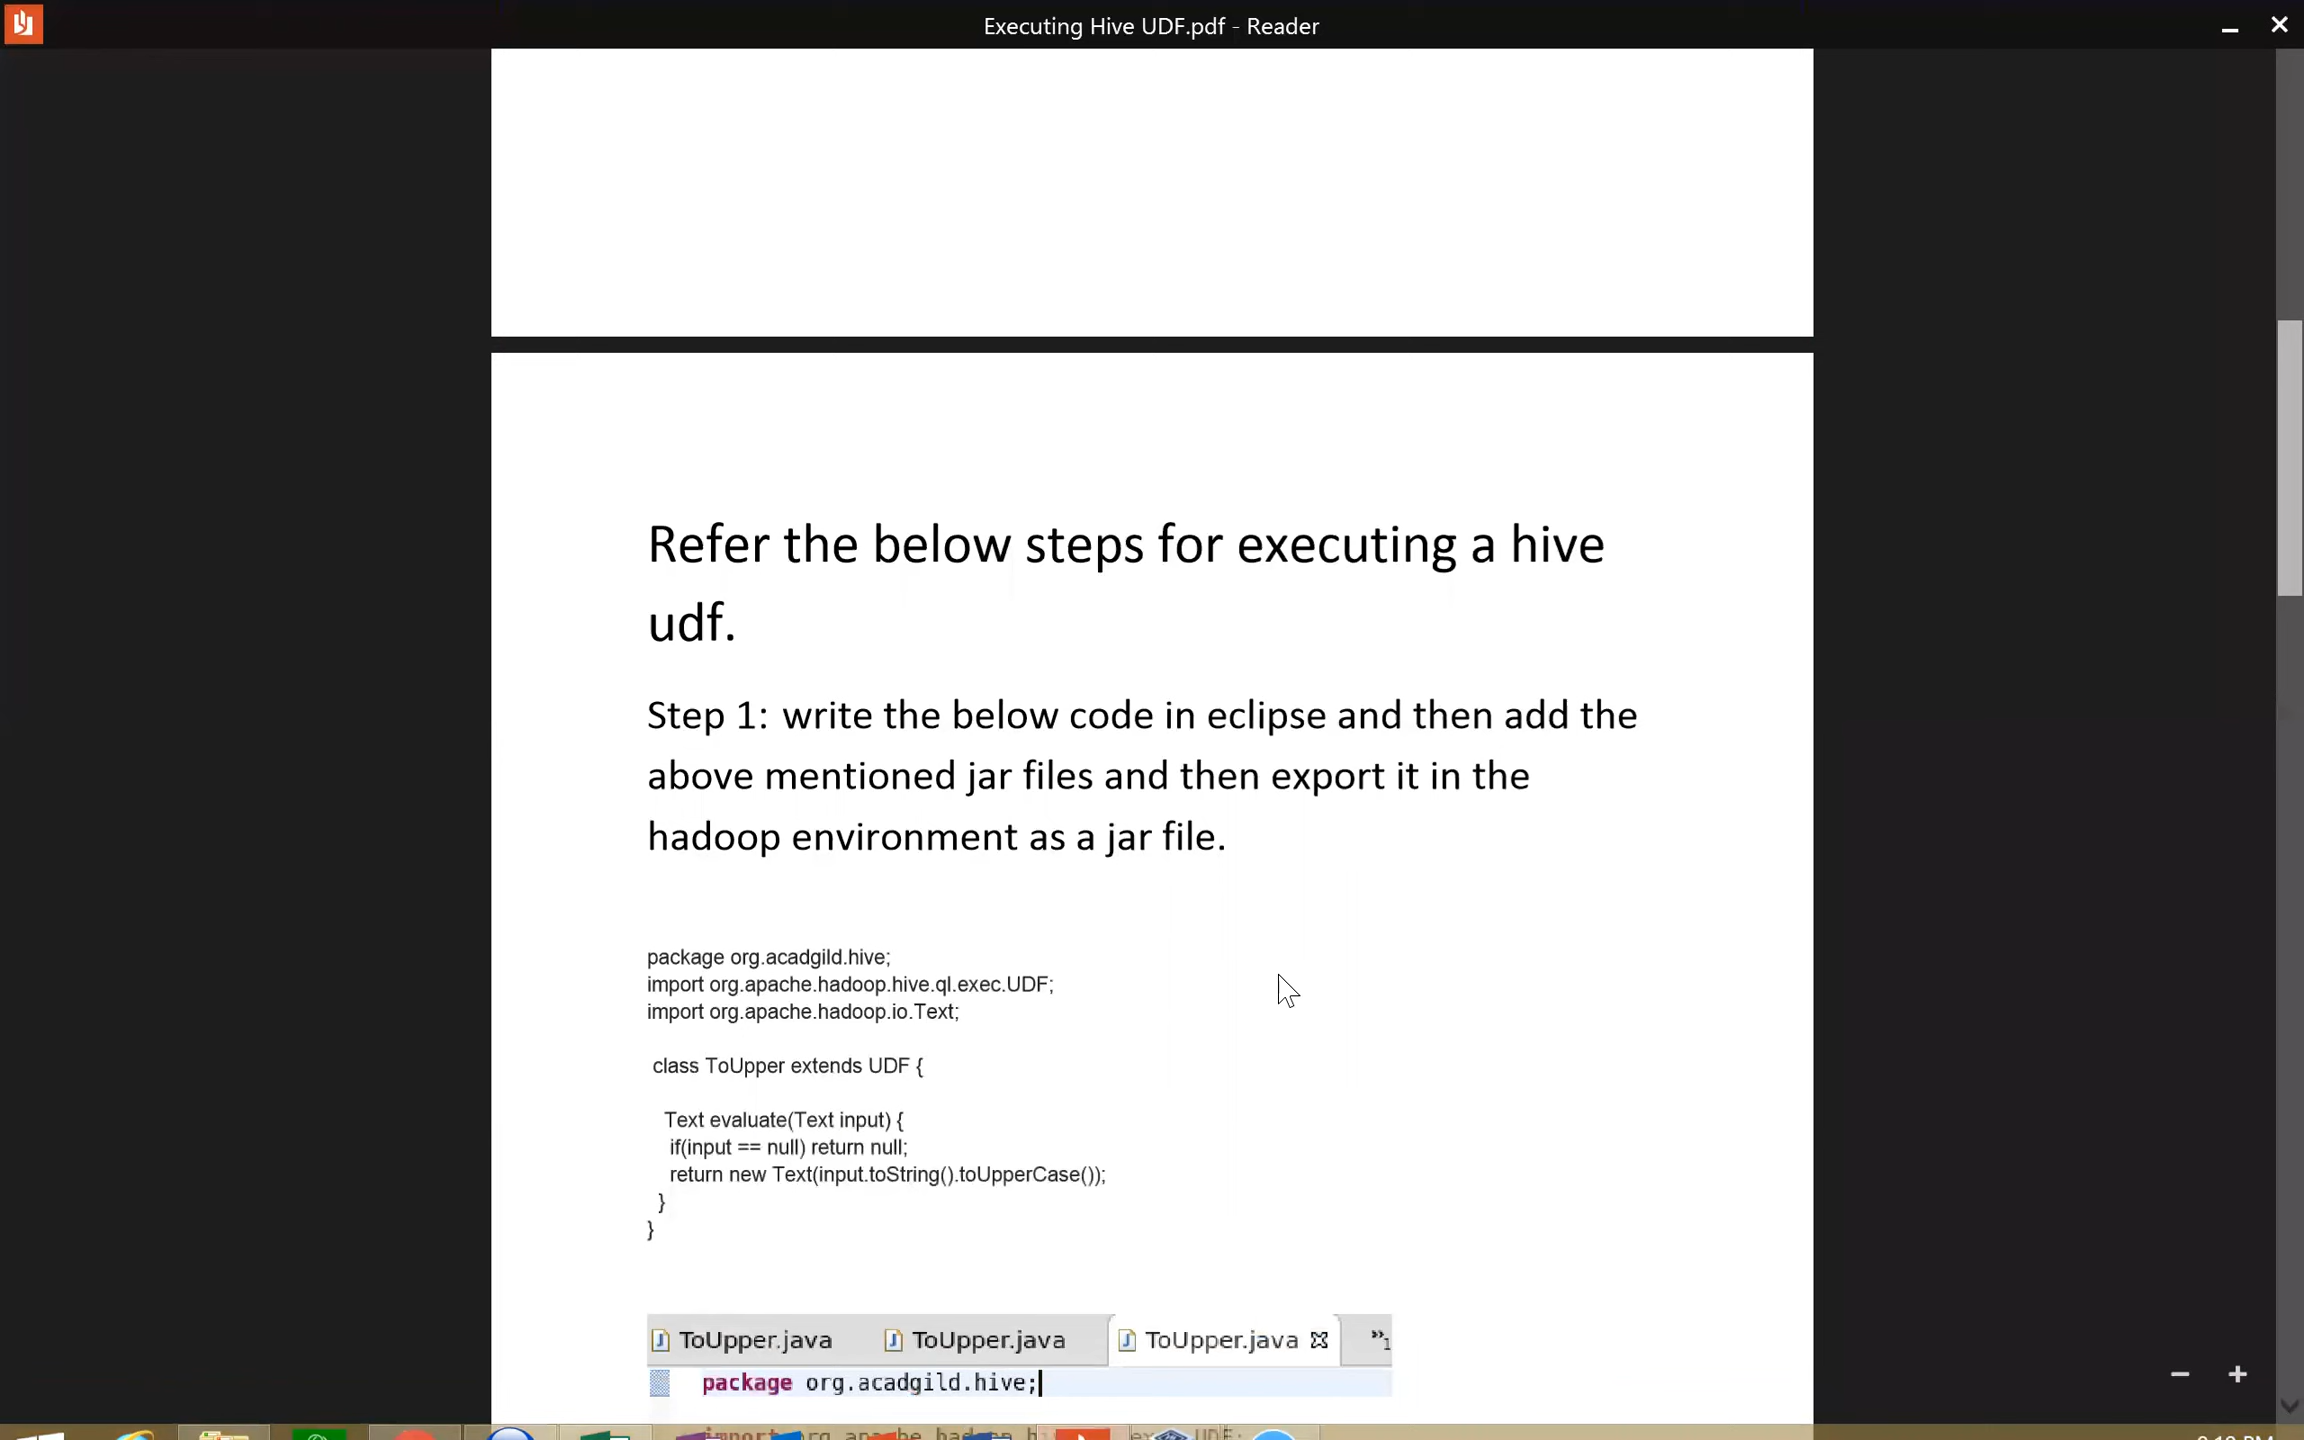 Executing Hive UDF.pdf - Reader
Refer the below steps for executing a hive
udf.
Step 1: write the below code in eclipse and then add the
above mentioned jar files and then export it in the
hadoop environment as a jar file.
package org.acadgild.hive;
import org.apache.hadoop.hive.ql.exec.UDF;
import org.apache.hadoop.io.Text;
class ToUpper extends UDF {
Text evaluate(Text input) {
if(input == null) return null;
return new Text(input.toString().toUpperCase());
}
}
ToUpper.java ToUpper.java ToUpper.java
package org.acadgild.hive;